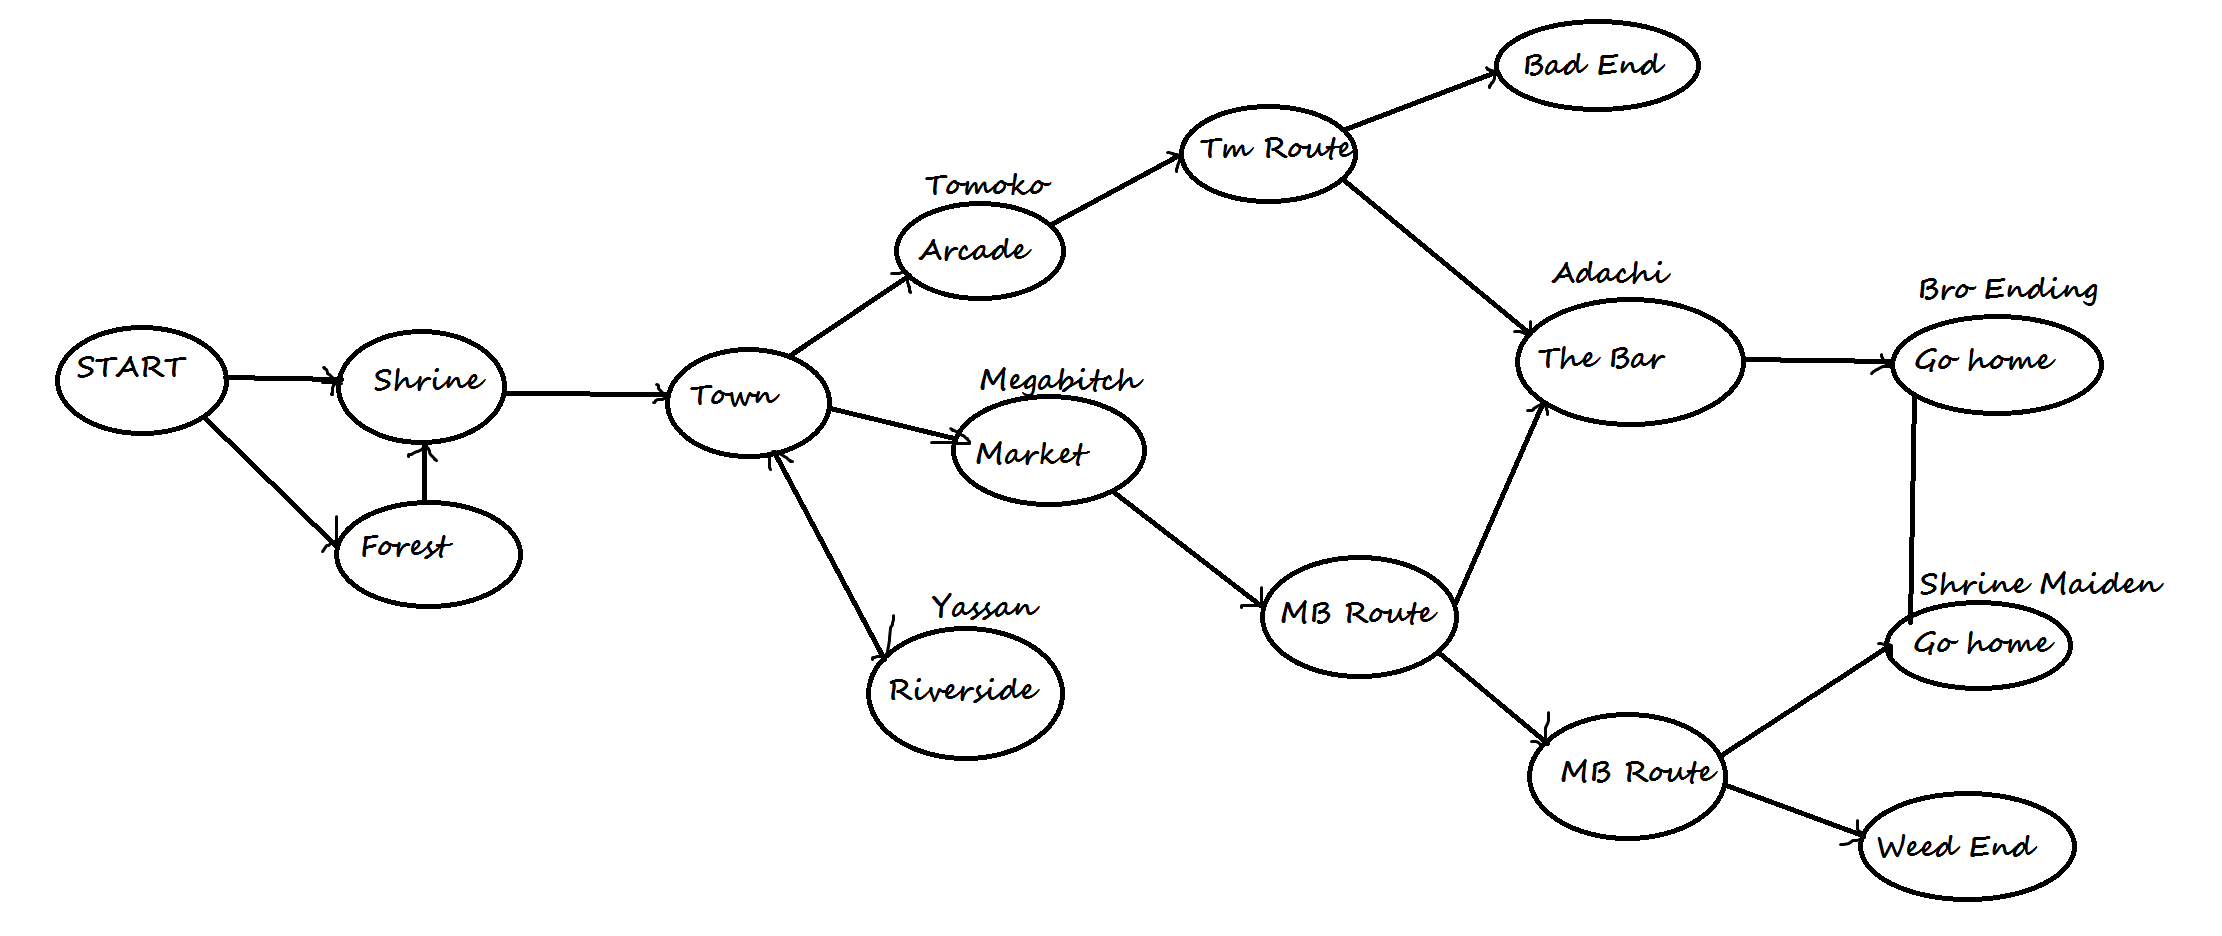 Bad End
Tm Route
Tomoko
Arcade
Adachi
The Bar
Bro Ending
Go home
START
Shrine
Town
Megabitch
Market
Forest
Yassan
Riverside
MB Route
Shrine Maiden
Go home
MB Route
Weed End